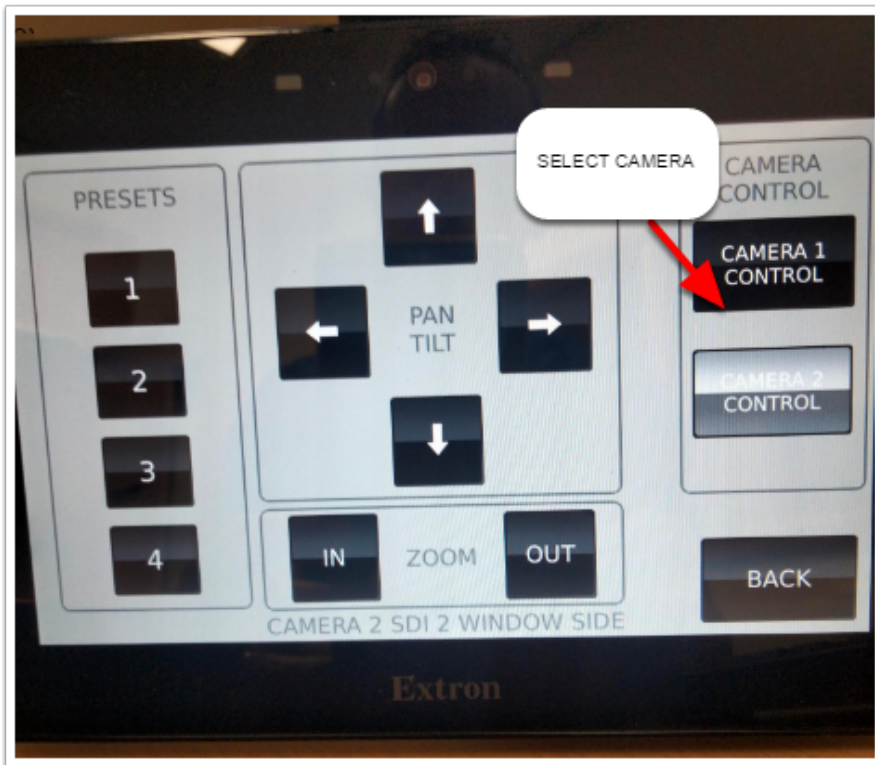 SELECT CAMERA
PRESETS
1
2
3
4
PAN
TILT
IN
ZOOM
OUT
CAMERA
CONTROL
CAMERA 1
CONTROL
CAMERA 2
CONTROL
BACK
CAMERA 2 SDI 2 WINDOW SIDE
Extron